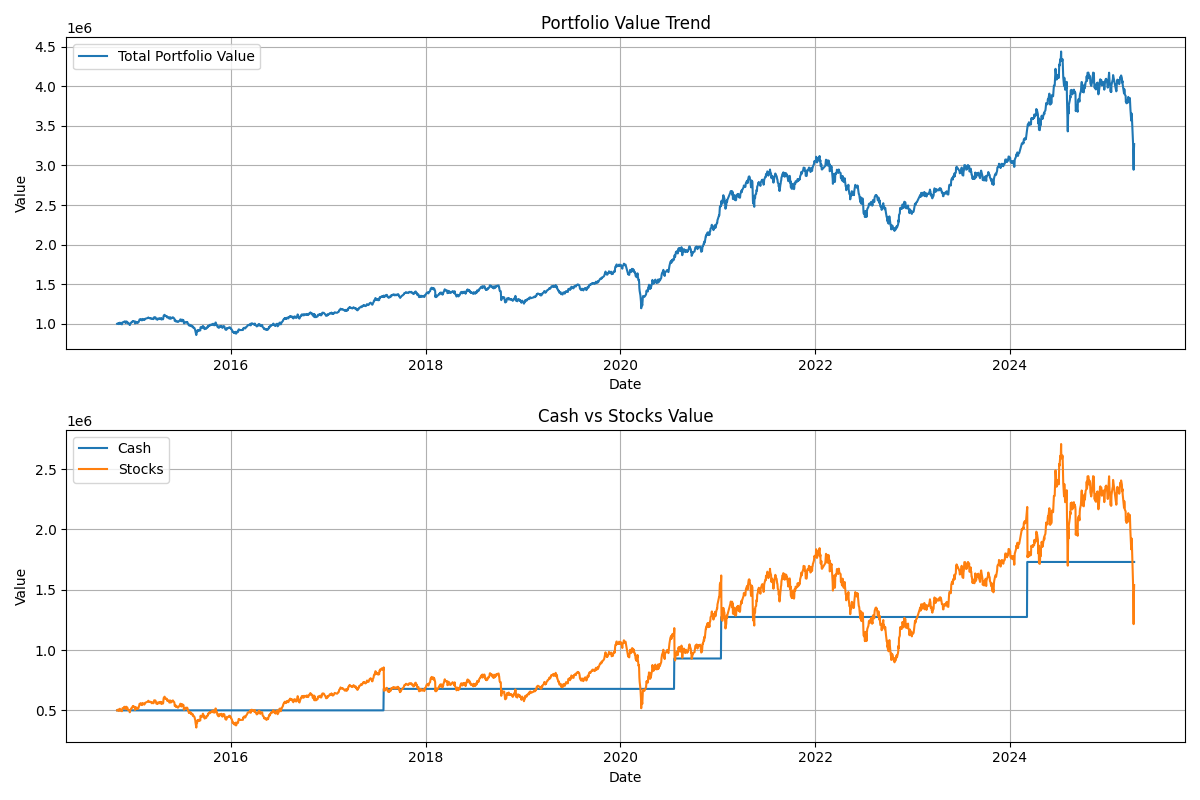 Portfolio Value Trend
1e6
Total Portfolio Value
4.5
4.0
3.5
3.0
2.5
2.0
1.5
1.0
Value
2016 2018 2020 2022 2024
Date
Cash vs Stocks Value
1e6
Cash
Stocks
2.5
2.0
1.5
1.0
0.5
Value
2016 2018 2020 2022 2024
Date